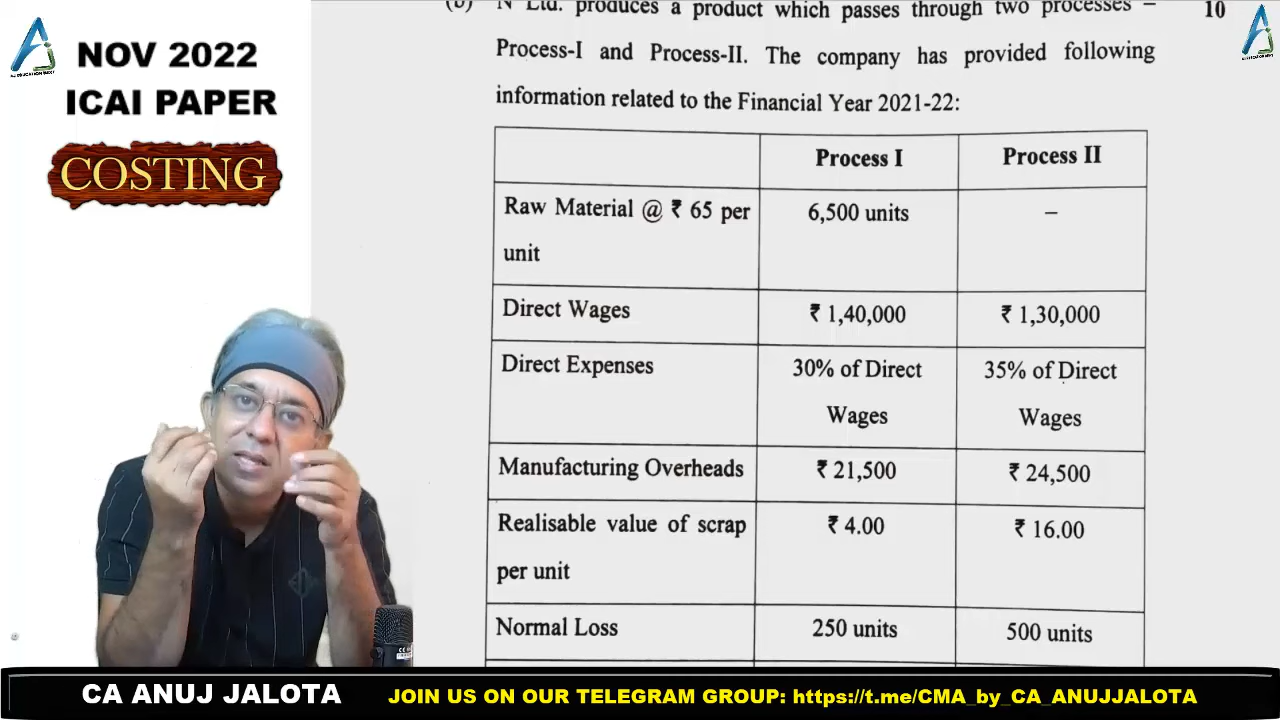 (b) N Ltd. produces a product which passes through two processes – 10
Process-I and Process-II. The company has provided following
information related to the Financial Year 2021-22:
NOV 2022
ICAI PAPER
COSTING
Process I Process II
Raw Material @ ₹ 65 per unit 6,500 units –
Direct Wages ₹ 1,40,000 ₹ 1,30,000
Direct Expenses 30% of Direct Wages 35% of Direct Wages
Manufacturing Overheads ₹ 21,500 ₹ 24,500
Realisable value of scrap per unit ₹ 4.00 ₹ 16.00
Normal Loss 250 units 500 units
CA ANUJ JALOTA JOIN US ON OUR TELEGRAM GROUP: https://t.me/CMA_by_CA_ANUJJALOTA